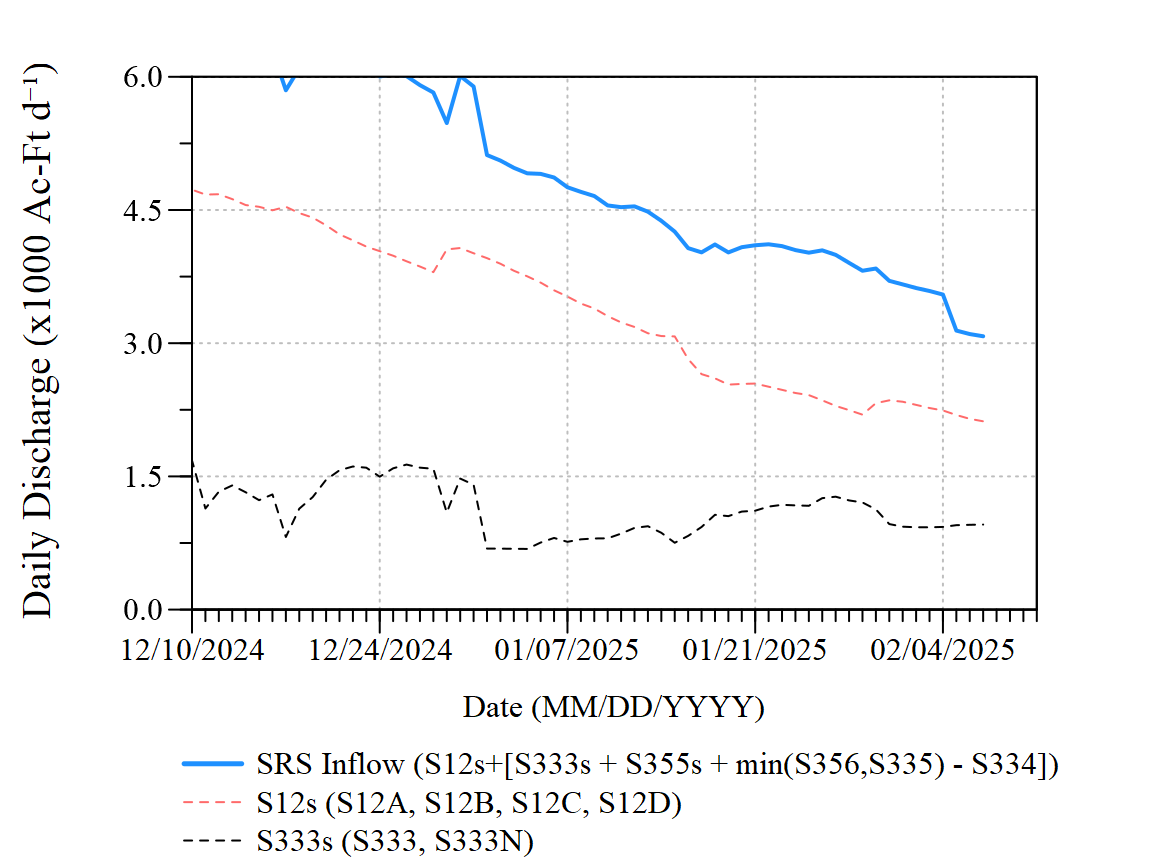 Daily Discharge (x1000 Ac-Ft d⁻¹)
6.0
4.5
3.0
1.5
0.0
12/10/2024 12/24/2024 01/07/2025 01/21/2025 02/04/2025
Date (MM/DD/YYYY)
SRS Inflow (S12s+[S333s + S355s + min(S356,S335) - S334])
S12s (S12A, S12B, S12C, S12D)
S333s (S333, S333N)